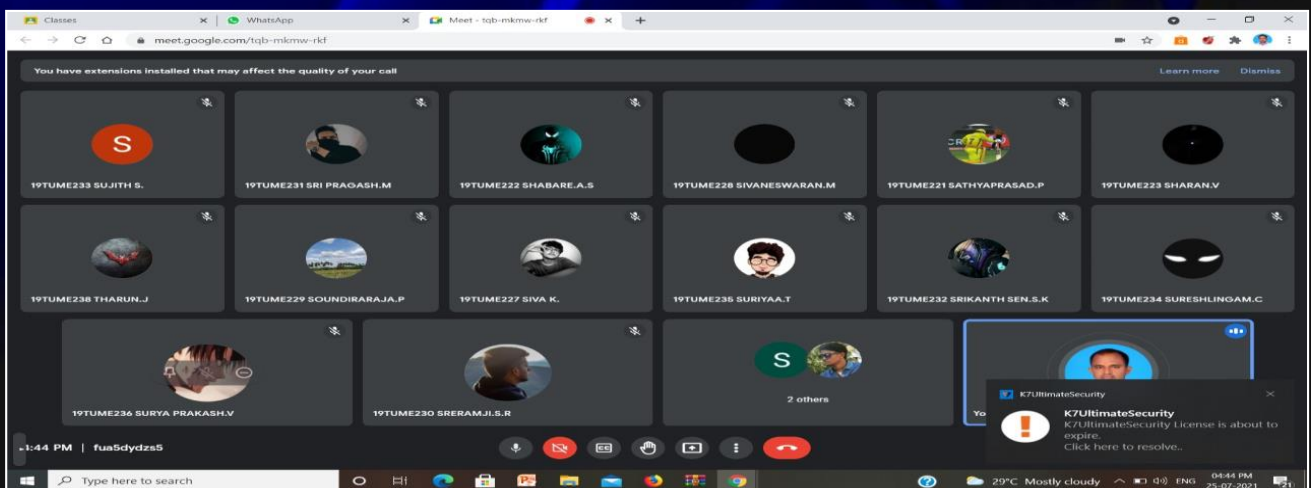 Classes
WhatsApp
Meet - tqb-mkmw-rkf
meet.google.com/tqb-mkmw-rkf
You have extensions installed that may affect the quality of your call
Learn more
Dismiss
S
19TUME233 SUJITH S.
19TUME231 SRI PRAGASH.M
19TUME222 SHABARE.A.S
19TUME228 SIVANESWARAN.M
19TUME221 SATHYAPRASAD.P
19TUME223 SHARAN.V
19TUME238 THARUN.J
19TUME229 SOUNDIRARAJA.P
19TUME227 SIVA K.
19TUME235 SURIYAA.T
19TUME232 SRIKANTH SEN.S.K
19TUME234 SURESHLINGAM.C
19TUME236 SURYA PRAKASH.V
19TUME230 SRERAMJI.S.R
S
2 others
K7UltimateSecurity
K7UltimateSecurity
K7UltimateSecurity License is about to
expire.
Click here to resolve..
:44 PM | fua5dydzs5
CC
Type here to search
29°C Mostly cloudy
ENG
04:44 PM
25-07-2021
21